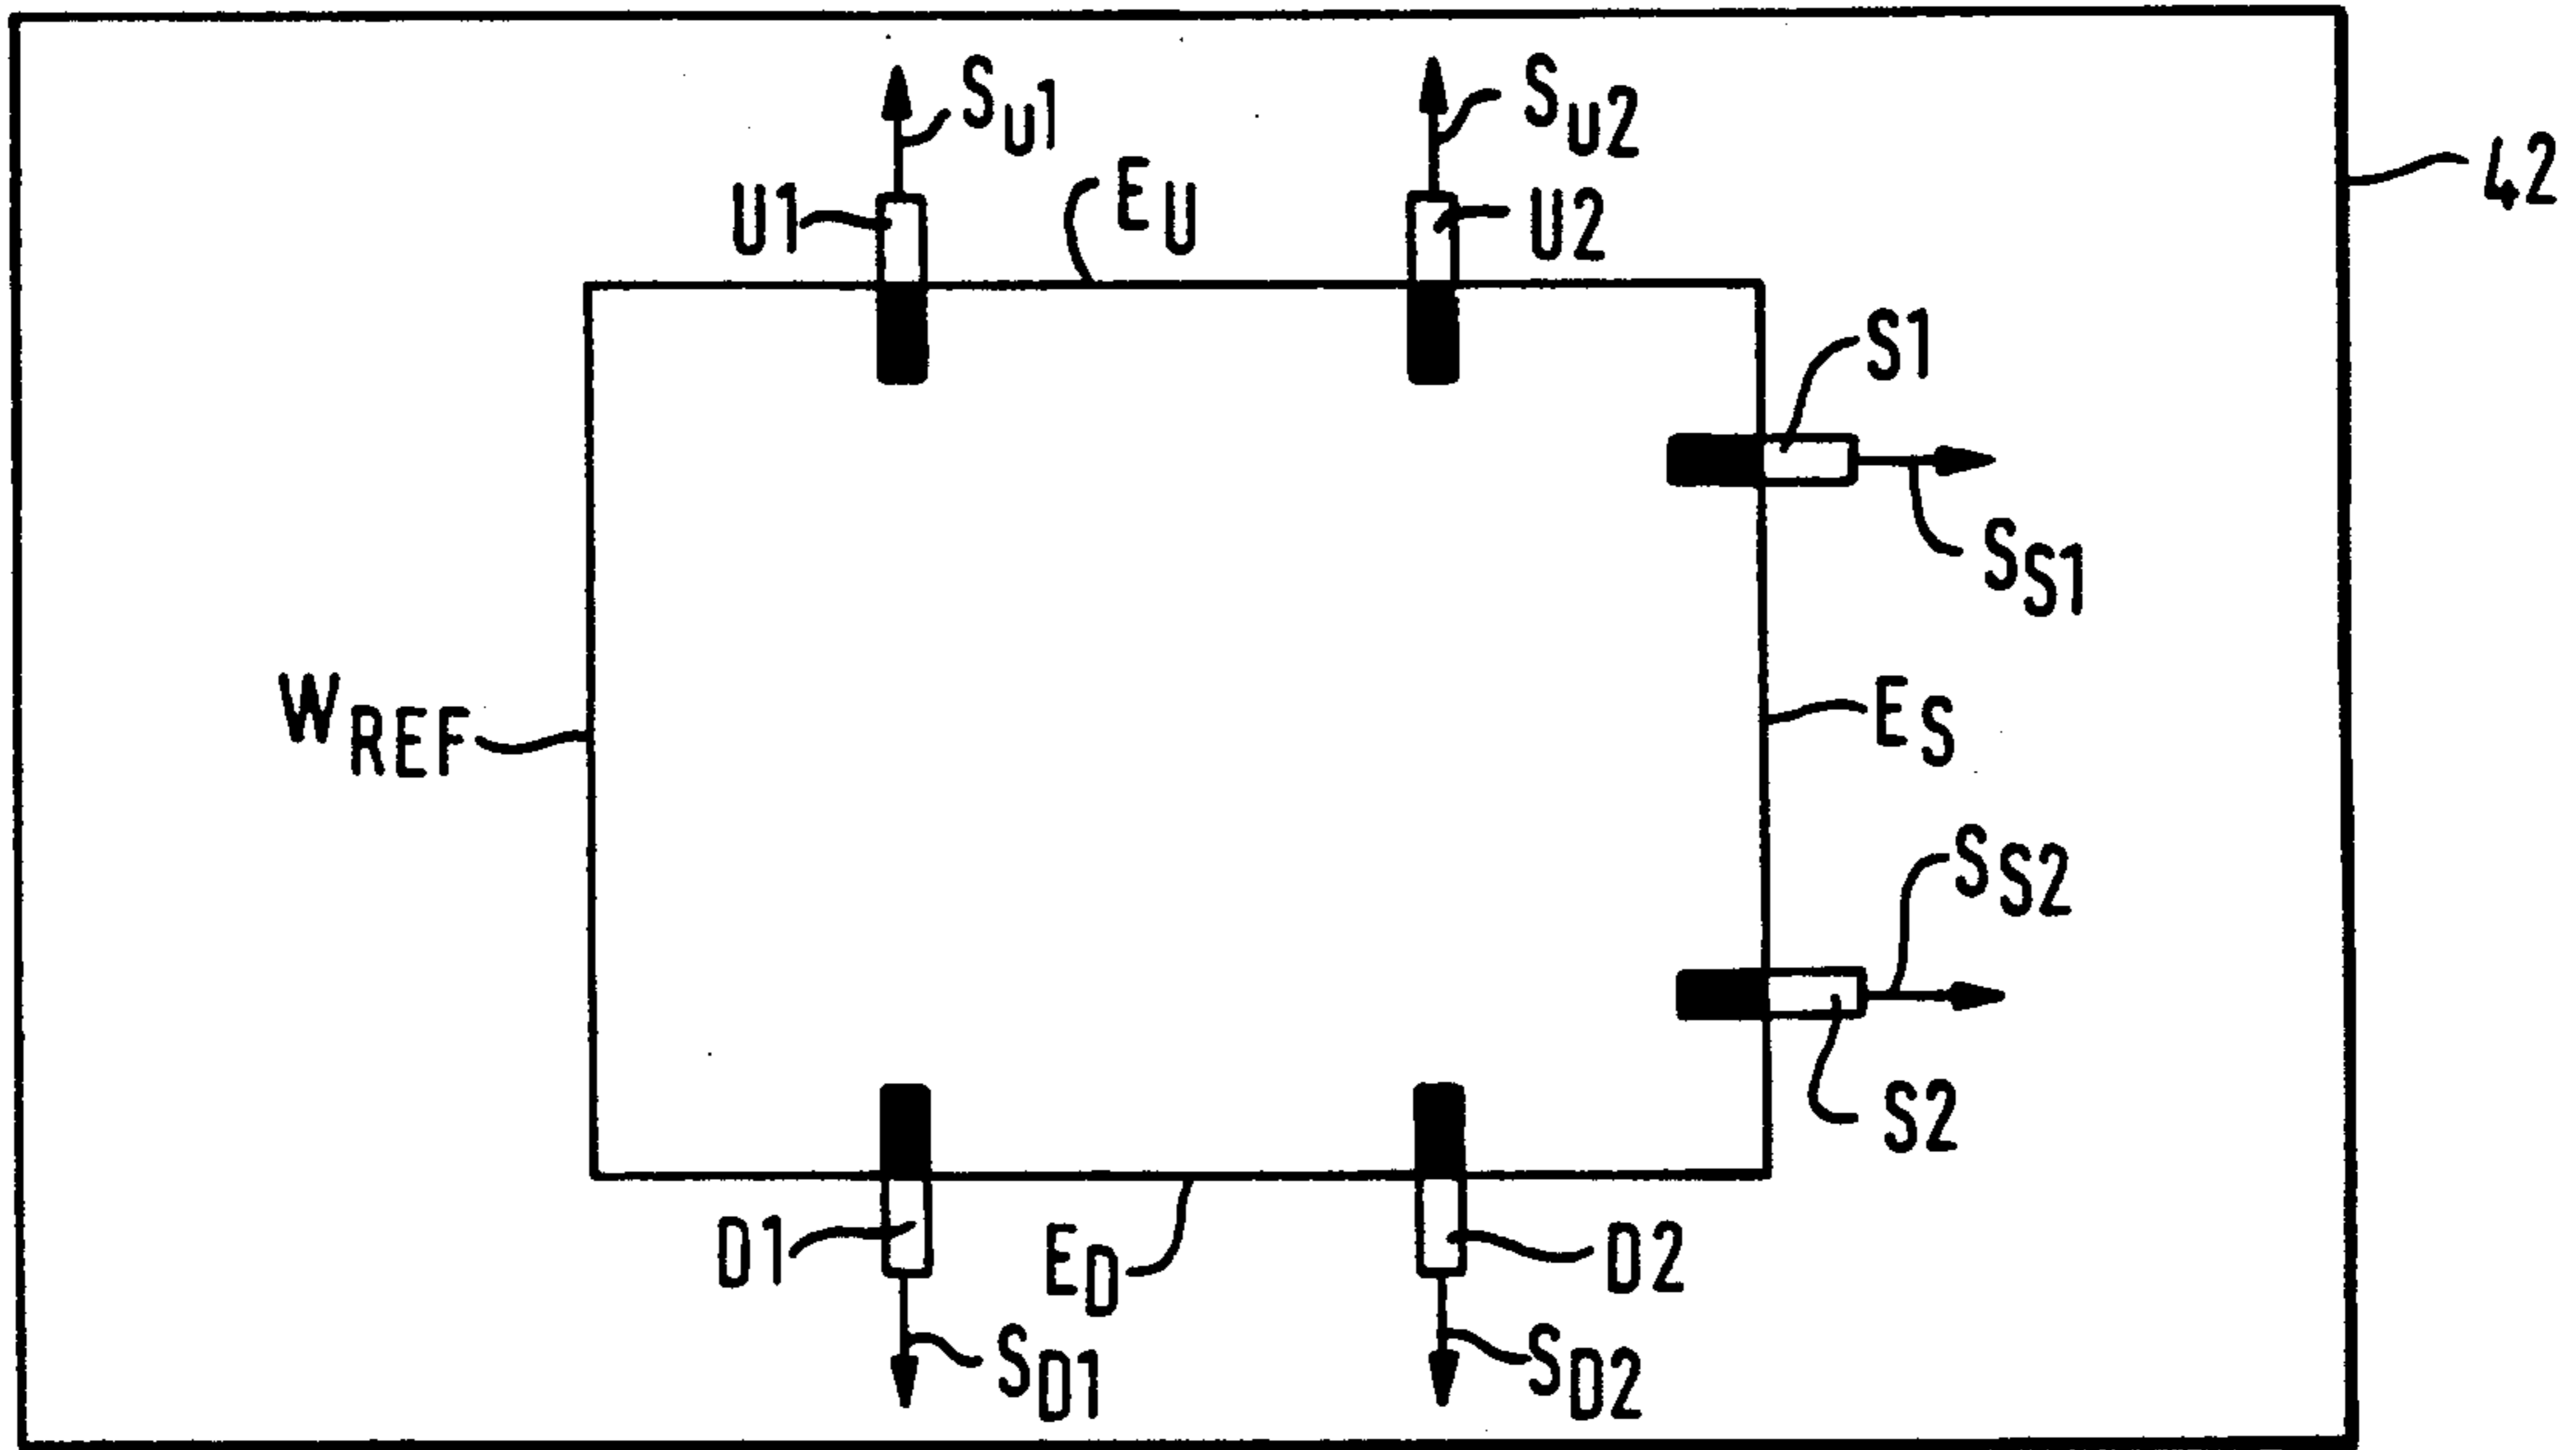 S_U1
S_U2
42
U1
E_U
U2
S1
S_S1
W_REF
E_S
S_S2
S2
D1
E_D
D2
S_D1
S_D2